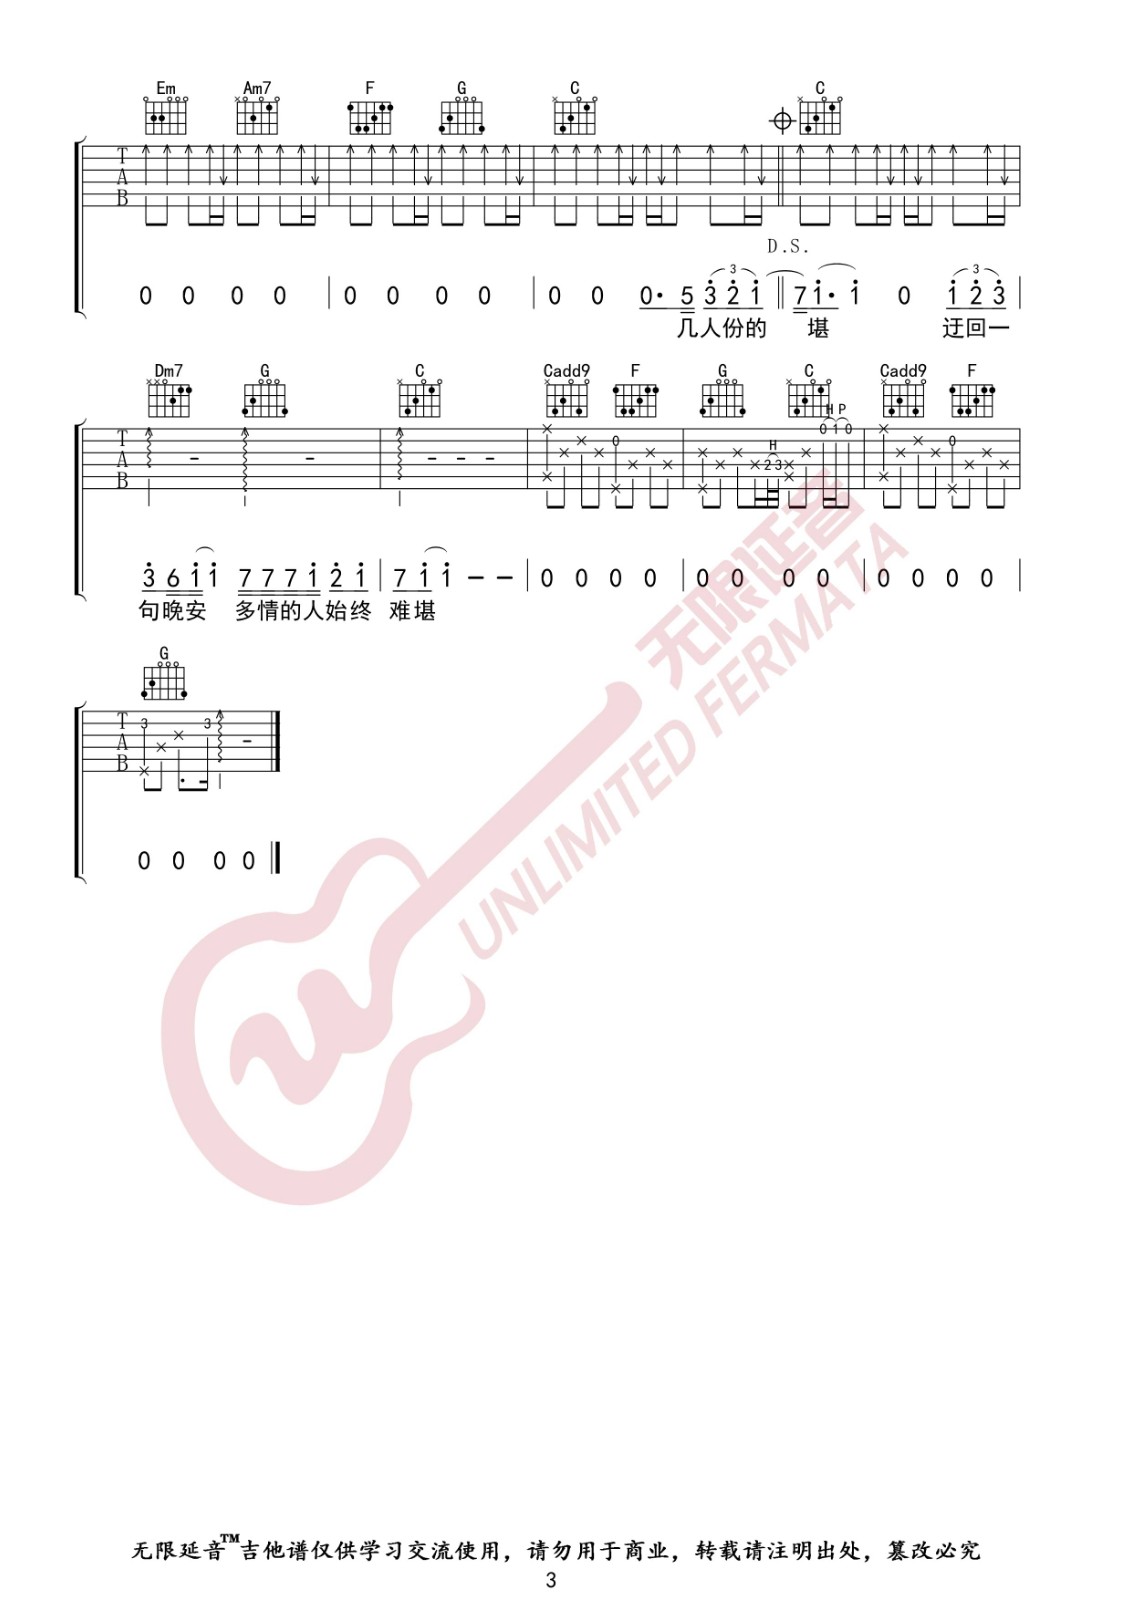 Em Am7 F G C C
T
A
B
D.S.
3 3 3
0 0 0 0 0 0 0 0 0 0 0· 5 3 2 1 7 1· 1 0 1 2 3
几人份的 堪 迂回一
Dm7 G C Cadd9 F G C Cadd9 F
H P
0 0 1 0 0
H
2 3
T
A
B
3 6 1 1 7 7 7 1 2 1 7 1 1 - - 0 0 0 0 0 0 0 0 0 0 0 0
句晚安 多情的人始终 难堪
G
3 3
T
A
B
0 0 0 0
无限延音
UNLIMITED FERMATA
无限延音™吉他谱仅供学习交流使用，请勿用于商业，转载请注明出处，篡改必究
3